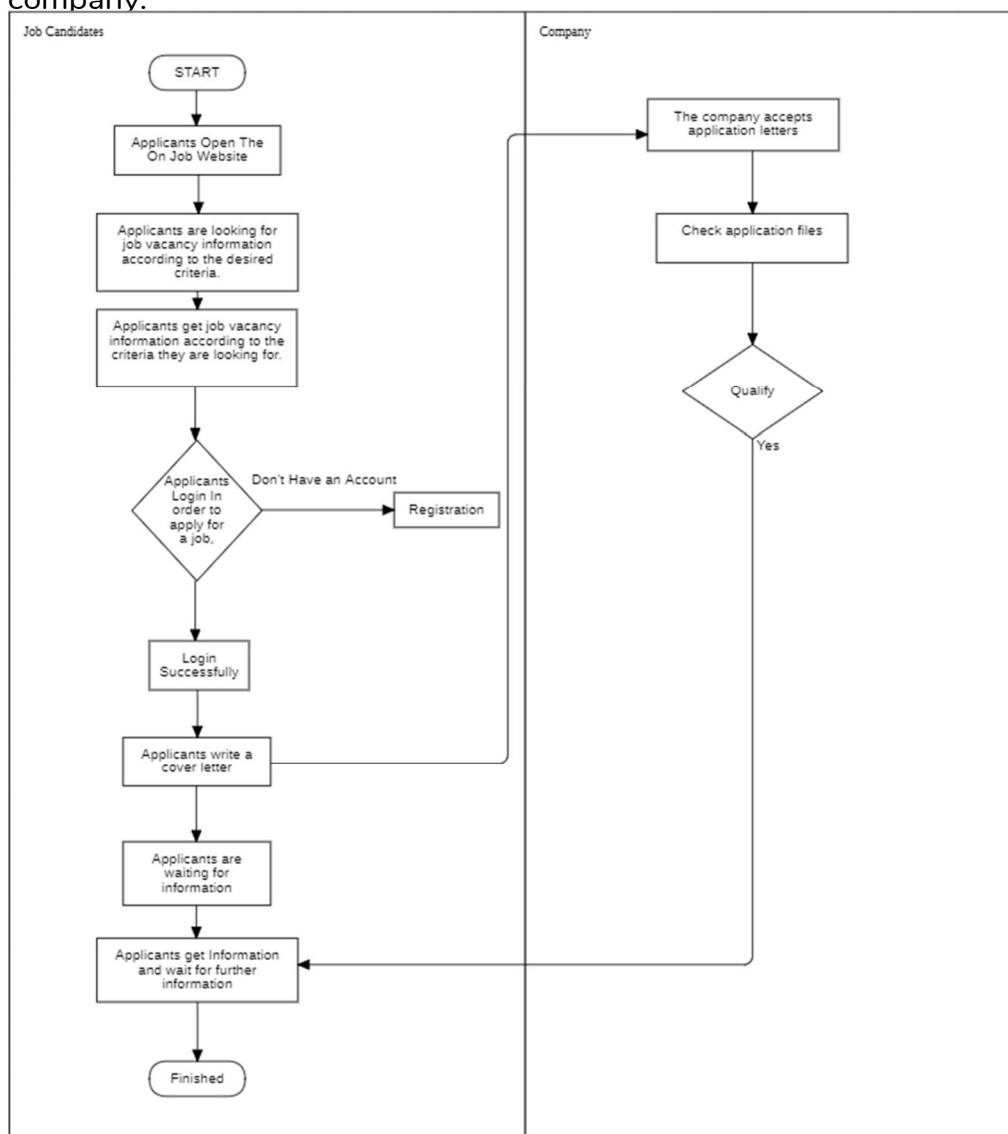 company.
Job Candidates
START
Applicants Open The
On Job Website
Applicants are looking for
job vacancy information
according to the desired
criteria.
Applicants get job vacancy
information according to the
criteria they are looking for.
Applicants
Login In
order to
apply for
a job,
Don't Have an Account
Registration
Login
Successfully
Applicants write a
cover letter
Applicants are
waiting for
information
Applicants get Information
and wait for further
information
Finished
Company
The company accepts
application letters
Check application files
Qualify
Yes